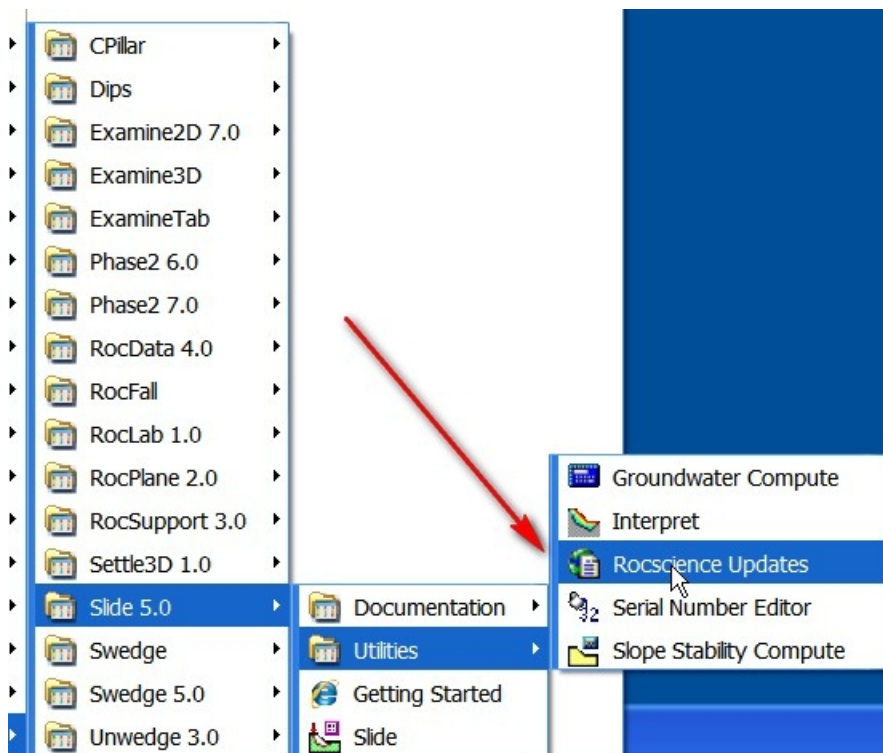 CPillar
Dips
Examine2D 7.0
Examine3D
ExamineTab
Phase2 6.0
Phase2 7.0
RocData 4.0
RocFall
RocLab 1.0
RocPlane 2.0
RocSupport 3.0
Settle3D 1.0
Slide 5.0
Swedge
Swedge 5.0
Unwedge 3.0
Documentation
Utilities
Getting Started
Slide
Groundwater Compute
Interpret
Rocscience Updates
Serial Number Editor
Slope Stability Compute